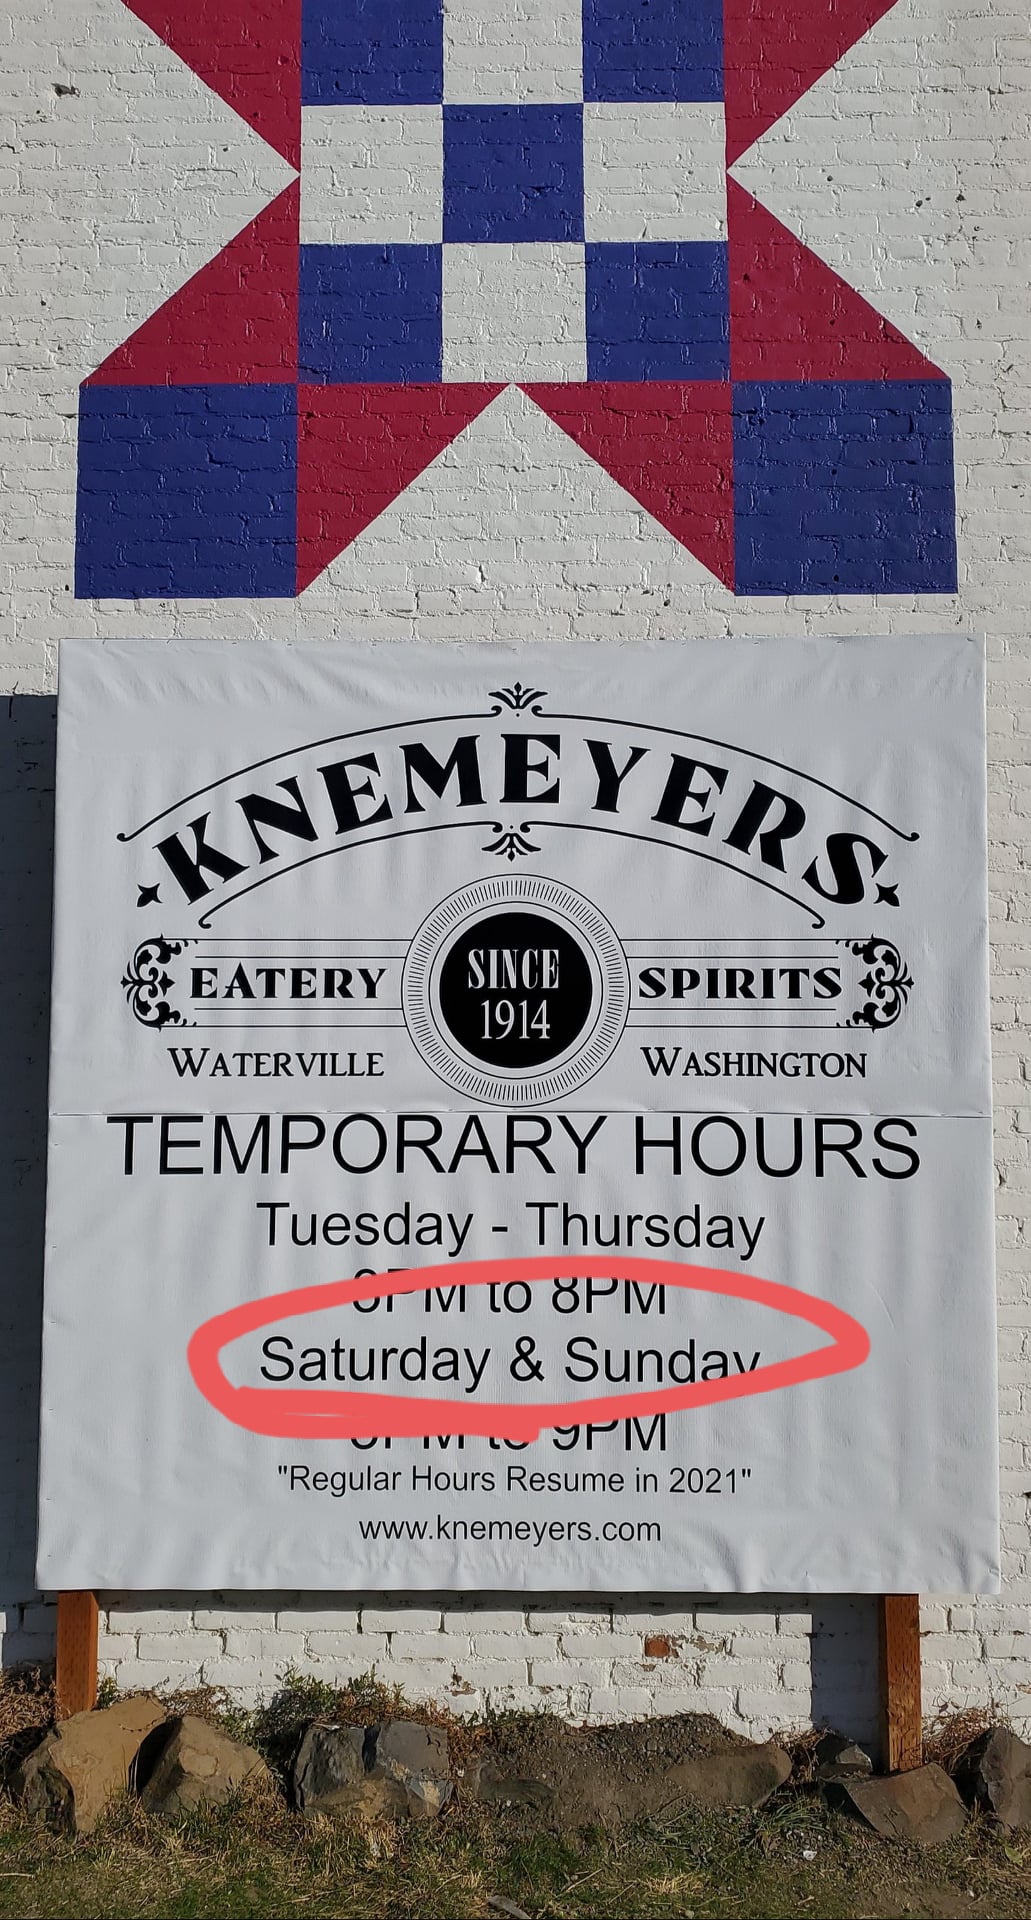 KNEMEYERS
EATERY SINCE SPIRITS
1914
WATERVILLE WASHINGTON
TEMPORARY HOURS
Tuesday - Thursday
to 8PM
Saturday & Sunday
to 9PM
"Regular Hours Resume in 2021"
www.knemeyers.com